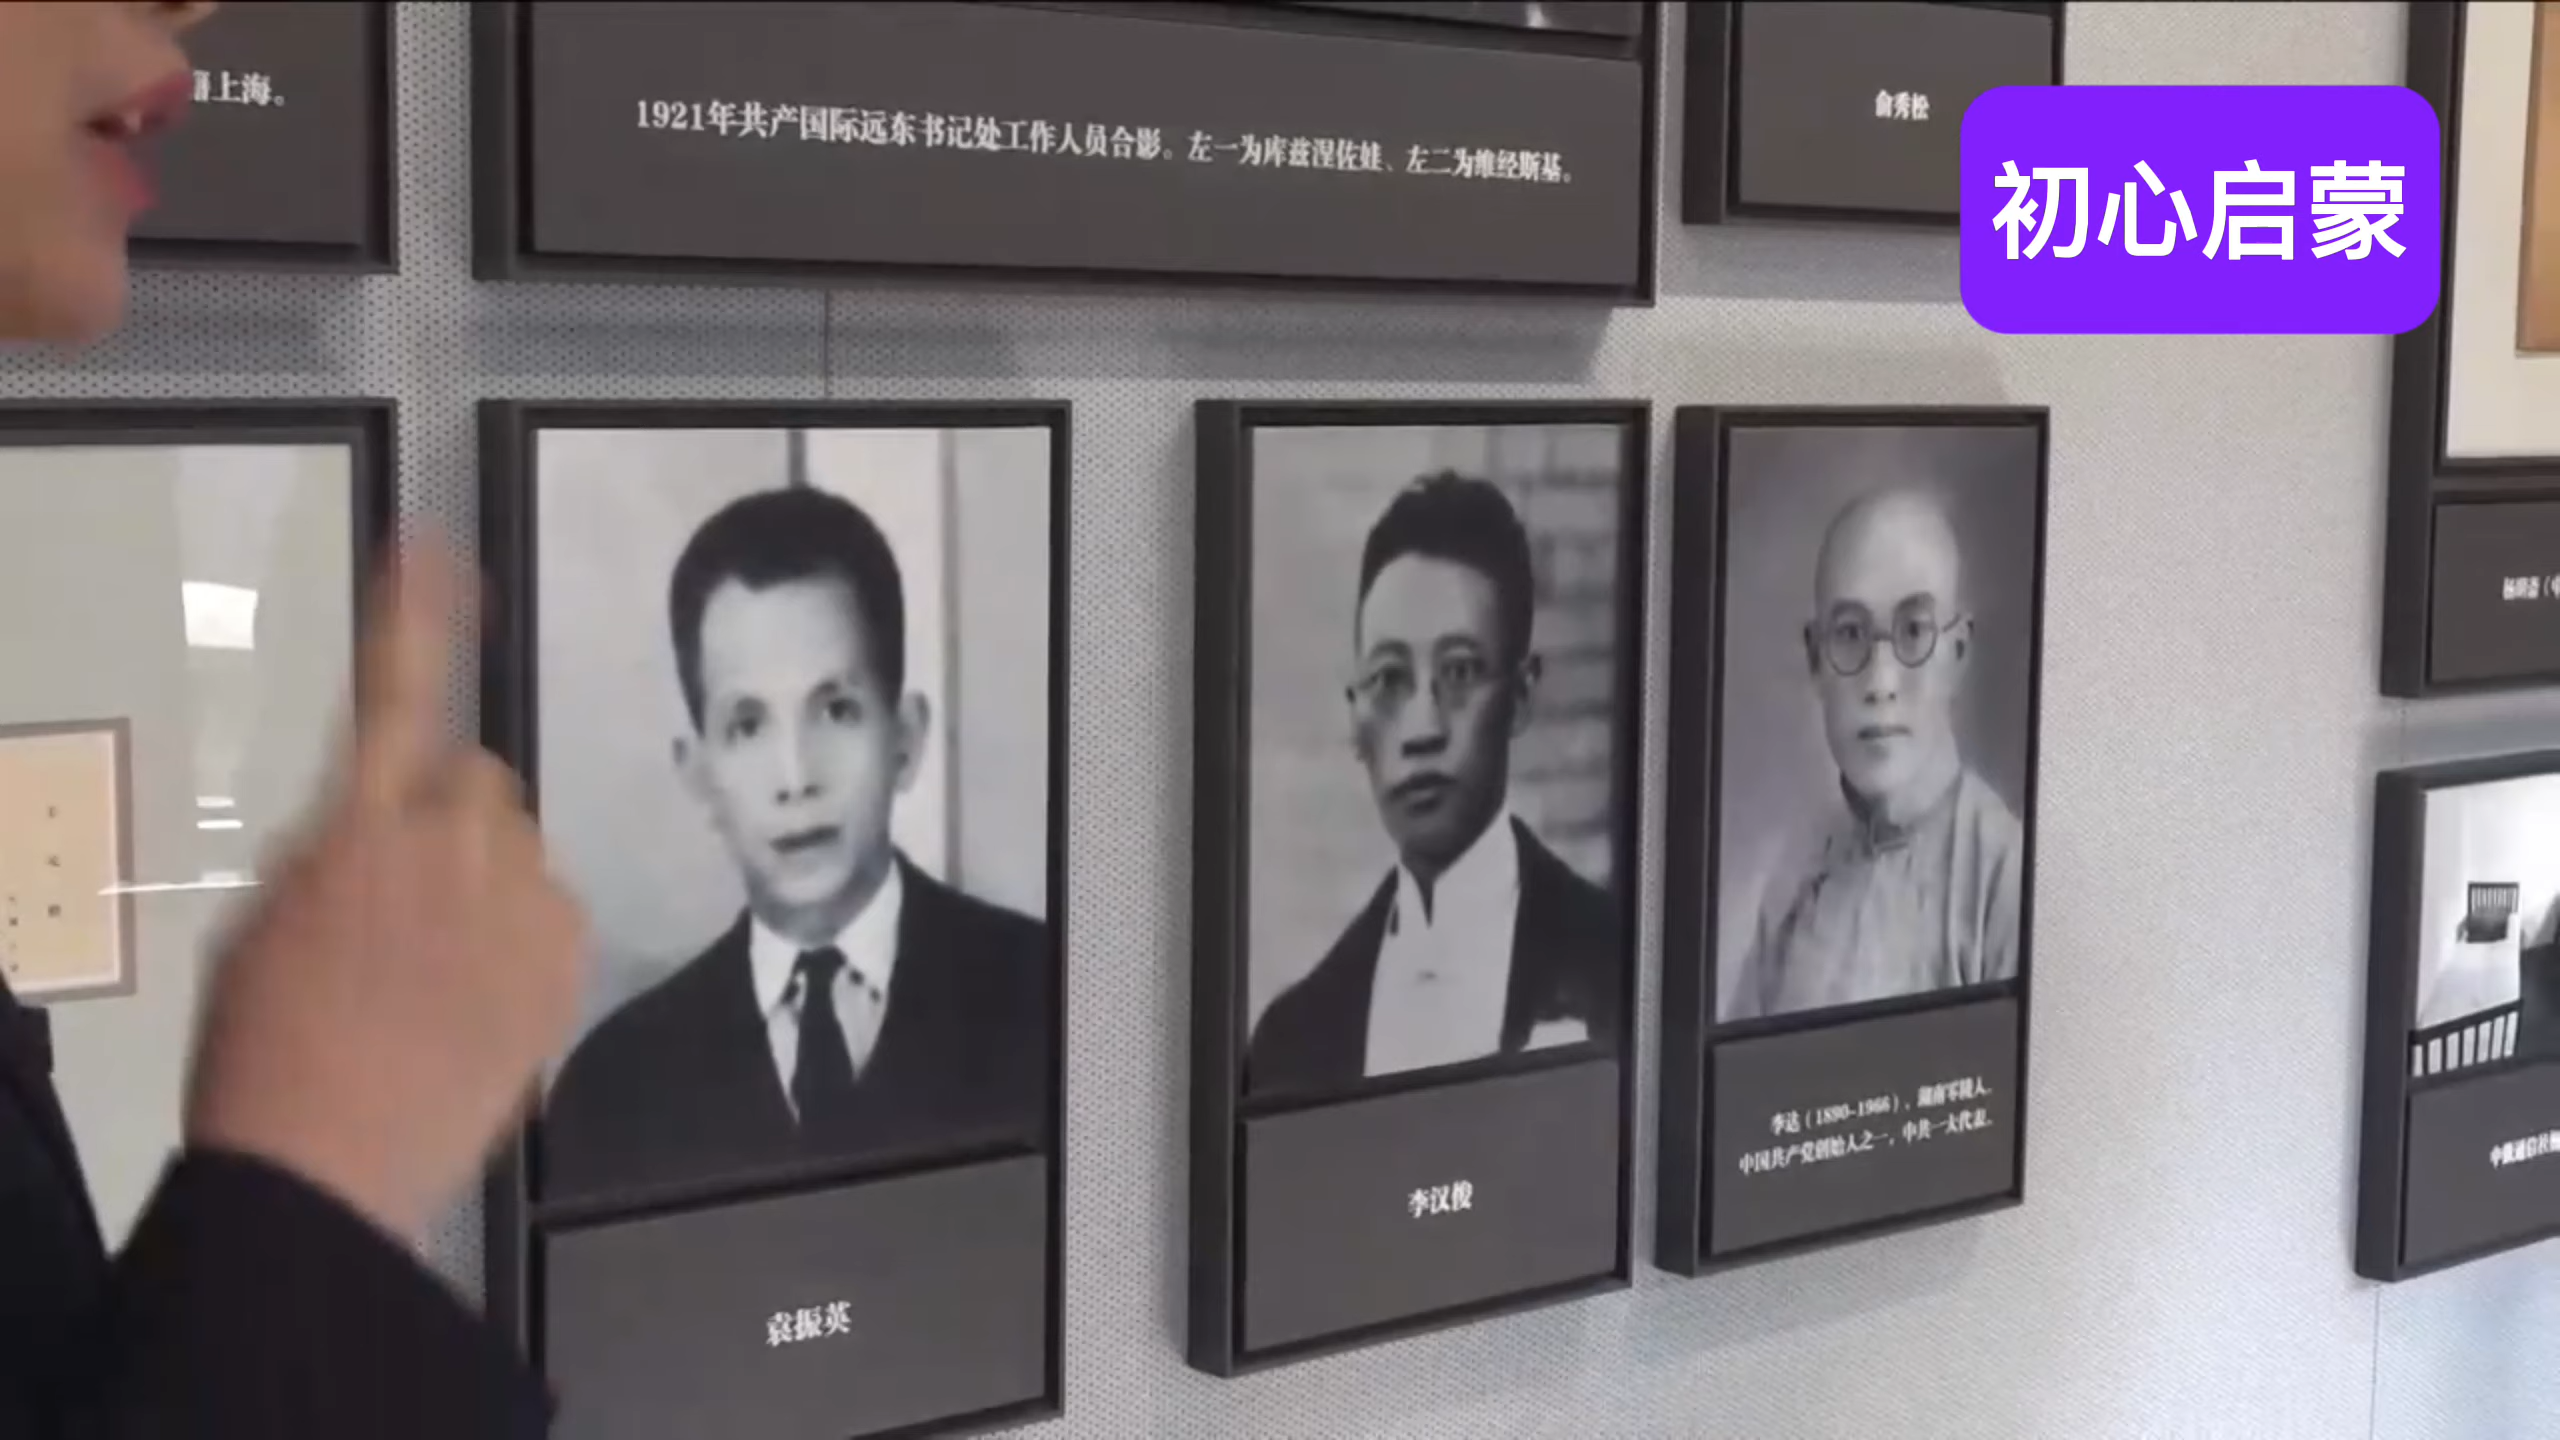 上海。
1921年共产国际远东书记处工作人员合影。左一为库兹涅佐娃、左二为维经斯基。
俞秀松
初心启蒙
袁振英
李汉俊
李达（1890-1966），湖南零陵人。
中国共产党创始人之一，中共一大代表。